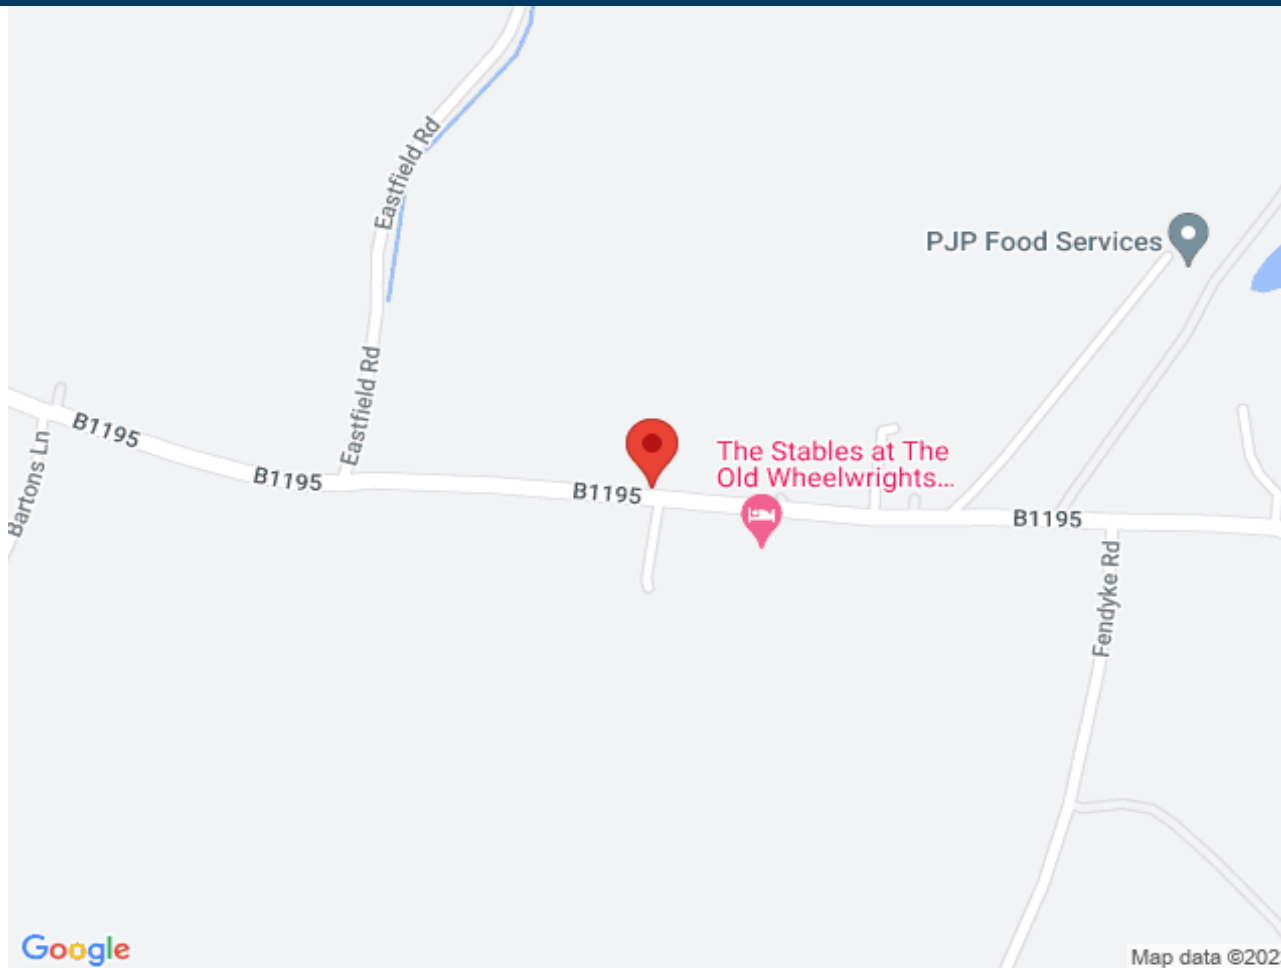 Eastfield Rd
PJP Food Services
Eastfield Rd
B1195
Bartons Ln
B1195
B1195
The Stables at The
Old Wheelwrights...
B1195
Fendyke Rd
Google
Map data ©202